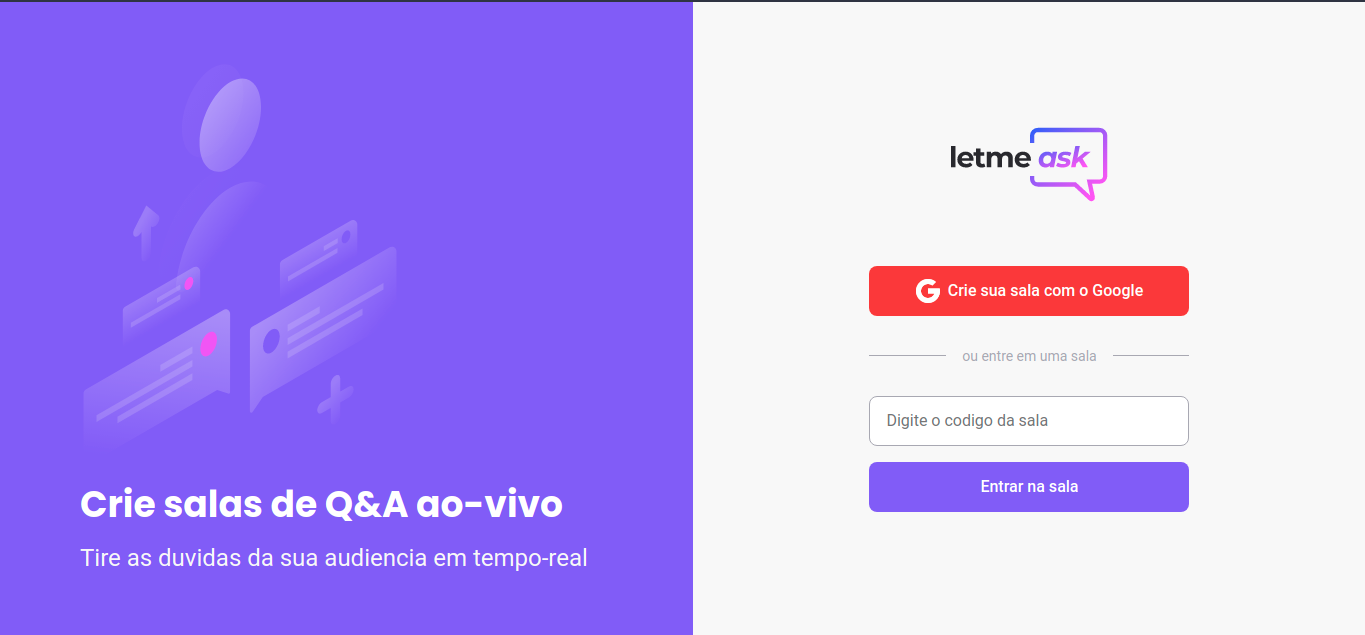 Crie salas de Q&A ao-vivo
Tire as duvidas da sua audiencia em tempo-real
letme ask
Crie sua sala com o Google
ou entre em uma sala
Digite o codigo da sala
Entrar na sala